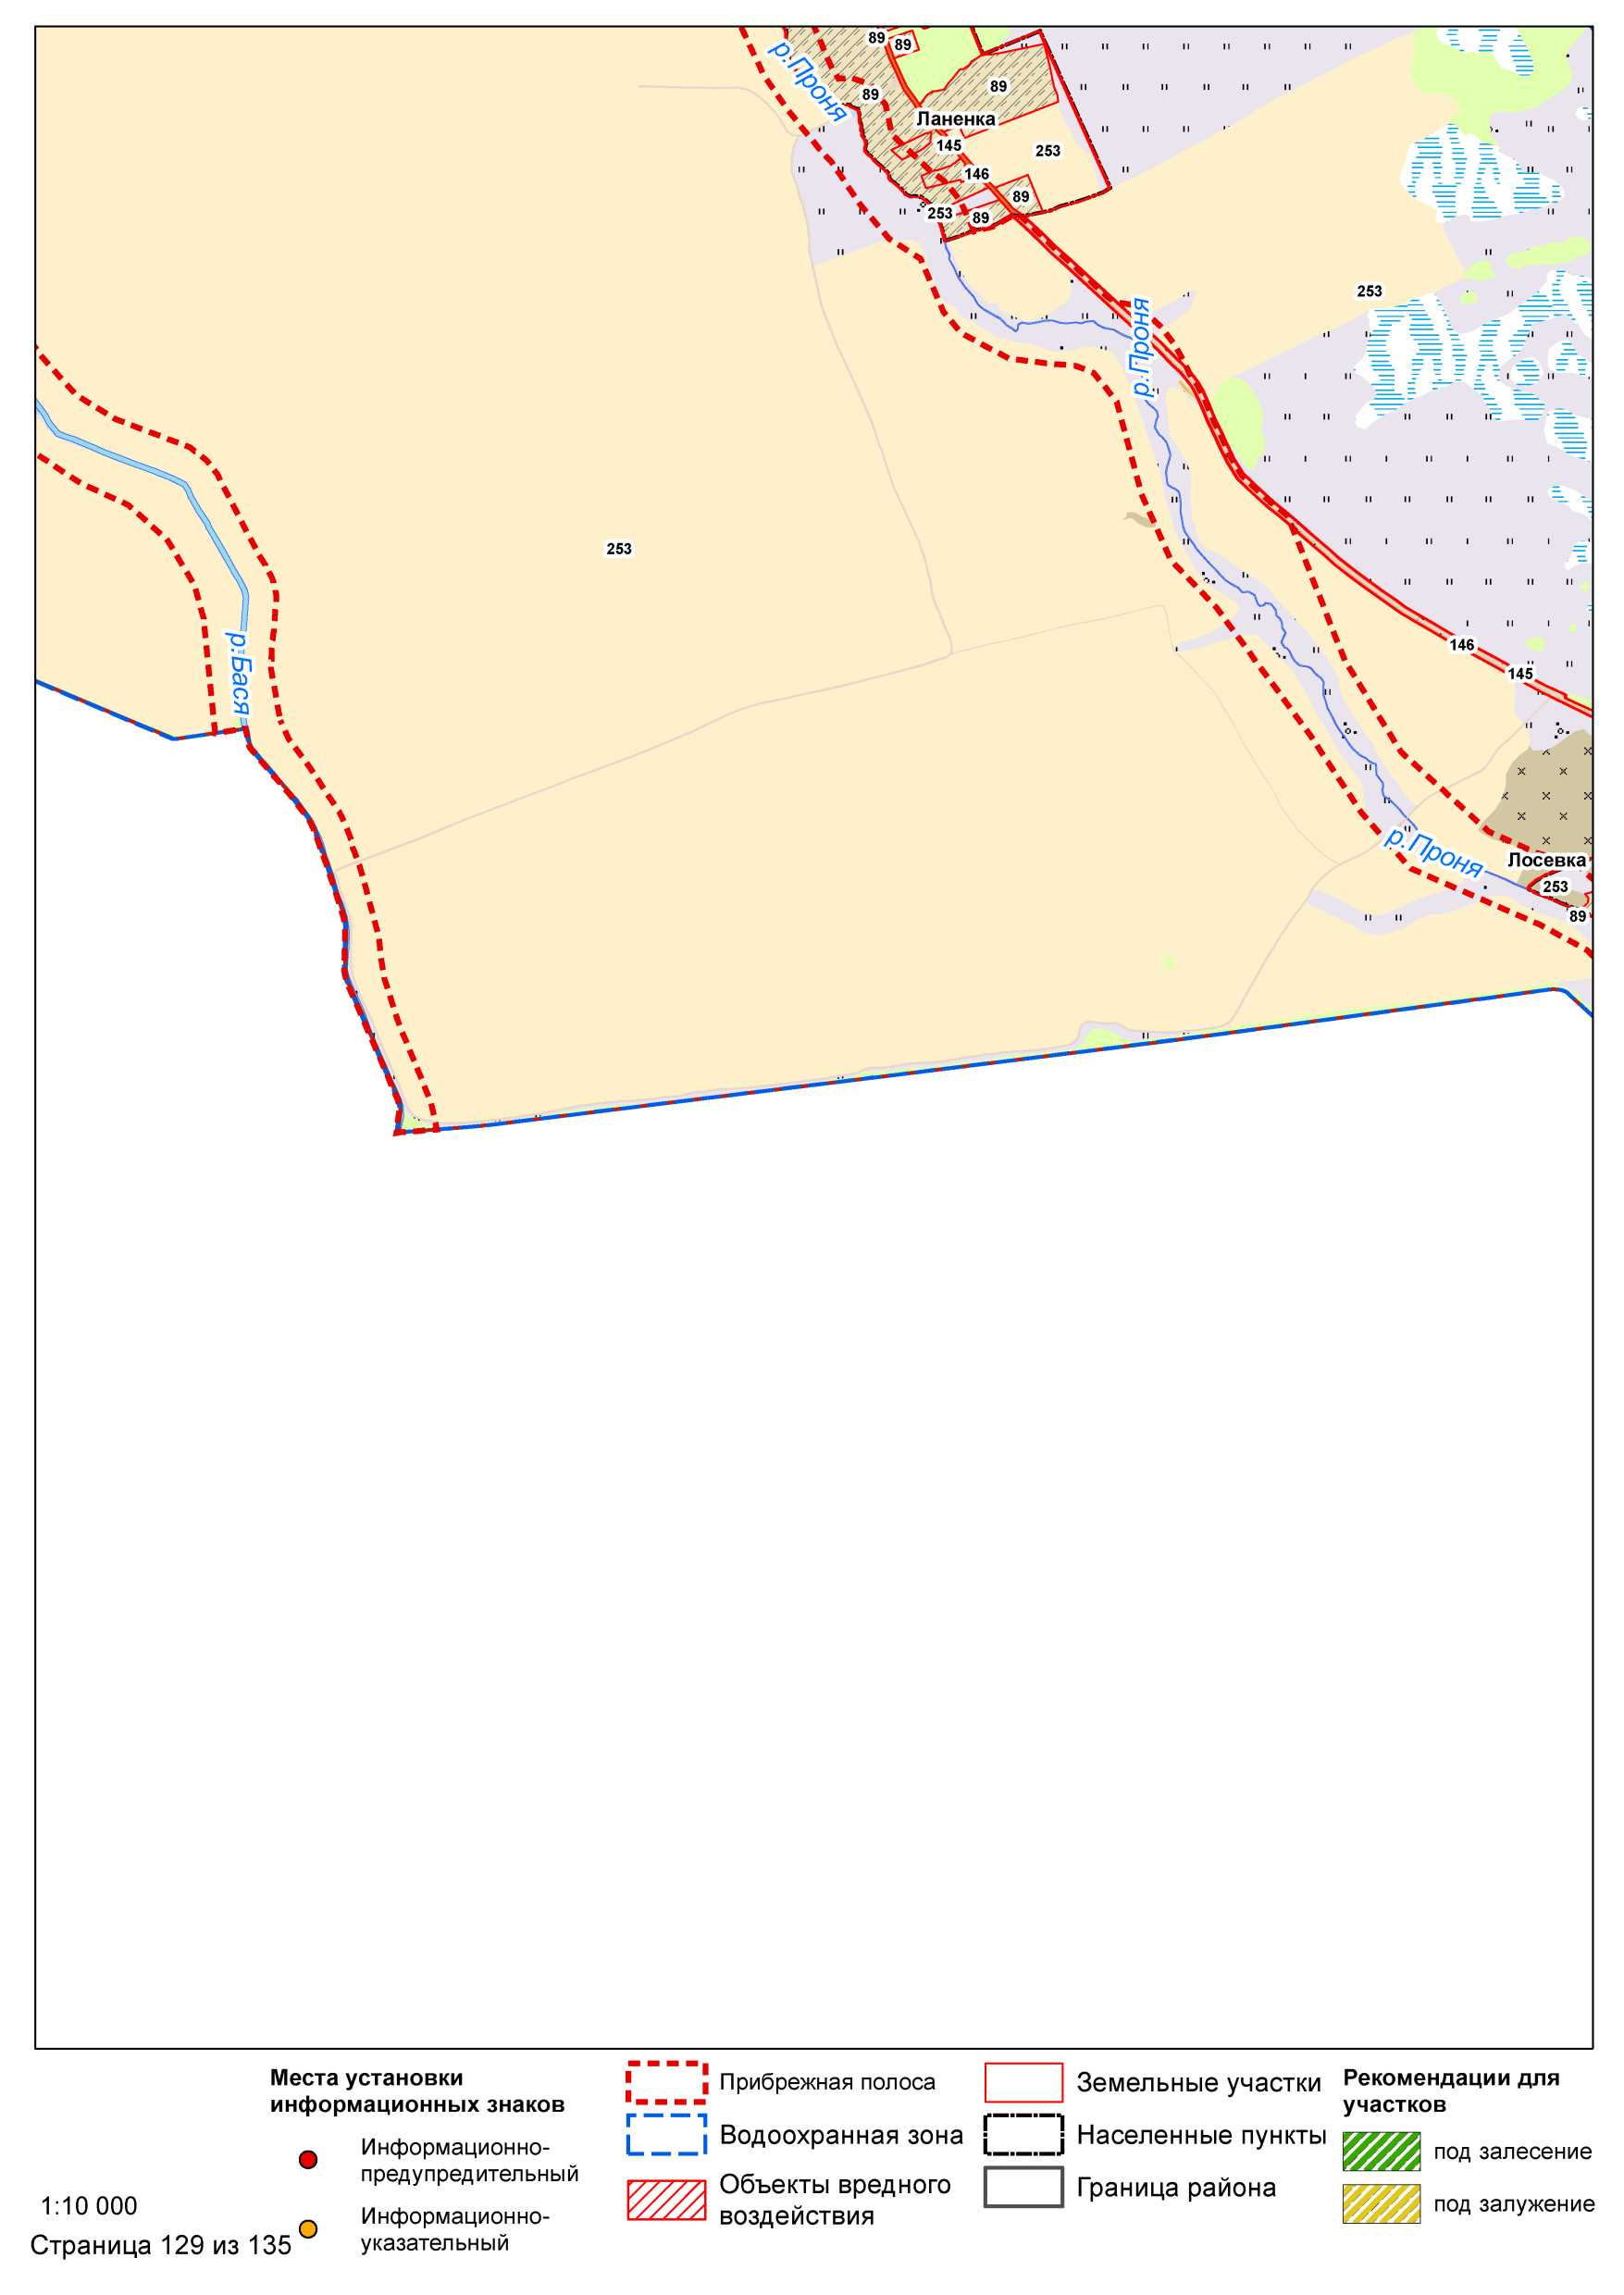 р.Проня
89
89
89
89
Ланенка
145
253
146
89
253
89
253
р.Проня
253
р.Бася
146
145
р.Проня
Лосевка
253
89
Места установки
информационных знаков
Информационно-
предупредительный
Информационно-
указательный
Прибрежная полоса
Водоохранная зона
Объекты вредного
воздействия
Земельные участки
Населенные пункты
Граница района
Рекомендации для
участков
под залесение
под залужение
1:10 000
Страница 129 из 135